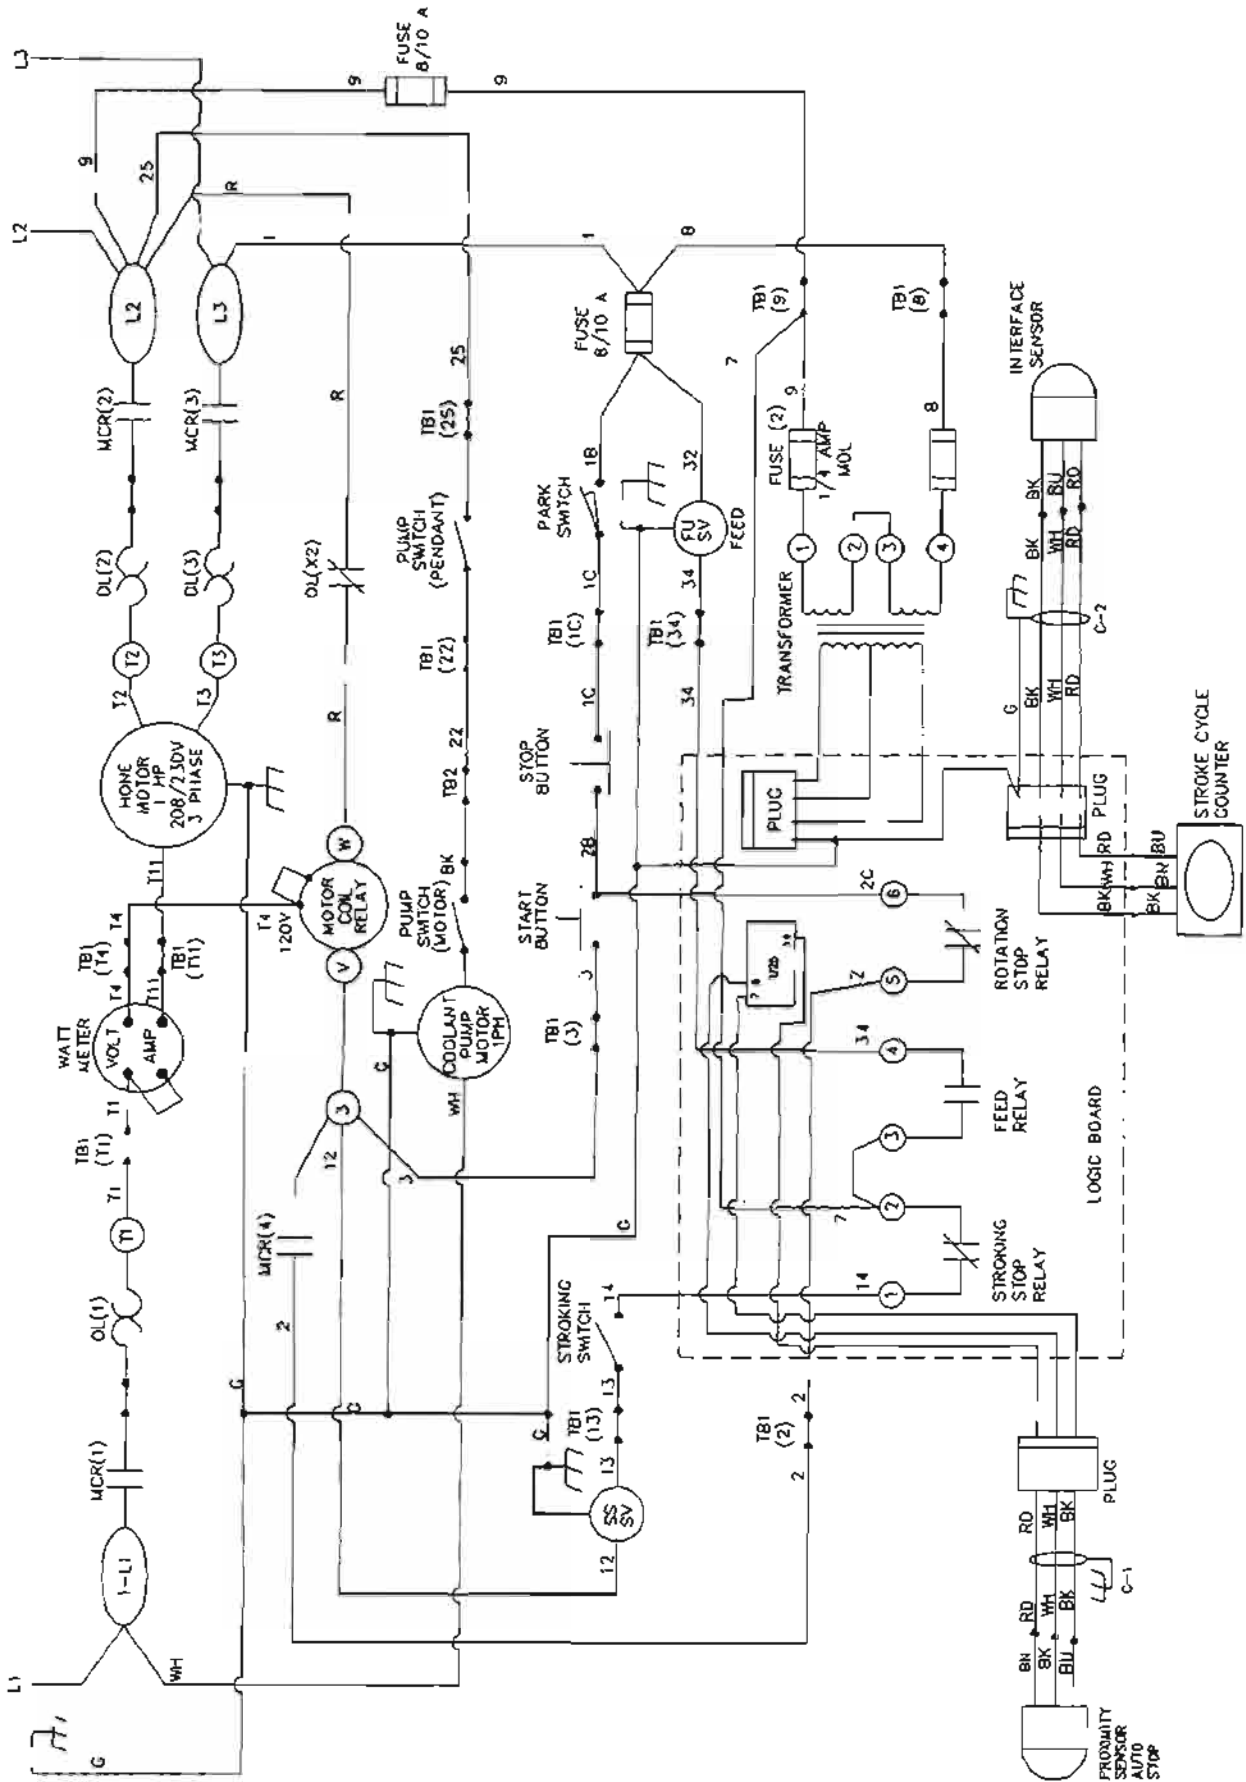 L1
L2
L3
G
WH
1-L1
MCR(1)
OL(1)
T1
T1
TB1
(T1)
T1
WATT
METER
VOLT
AMP
T4
T11
TB1
(T4)
TB1
(T11)
T4
T11
T4
120V
HONE
MOTOR
1 HP
208/230V
3 PHASE
T2
T3
T2
T3
OL(2)
OL(3)
MCR(2)
MCR(3)
L2
L3
9
25
R
1
9
FUSE
8/10 A
9
G
MCR(4)
2
12
3
3
V
MOTOR
COIL
RELAY
W
R
OL(X2)
R
G
G
COOLANT
PUMP
MOTOR
1PH
WH
PUMP
SWITCH
(MOTOR)
BK
TB2
22
TB1
(22)
PUMP
SWITCH
(PENDANT)
TB1
(25)
25
STROKING
SWITCH
14
13
TB1
(13)
13
G
SS
SV
12
G
TB1
(3)
3
START
BUTTON
2B
STOP
BUTTON
1C
TB1
(1C)
1C
PARK
SWITCH
1B
FUSE
8/10 A
1
8
32
FU
SV
FEED
34
TB1
(34)
34
7
TB1
(9)
TB1
(8)
FUSE (2)
1/4 AMP
MDL
9
8
TRANSFORMER
1
2
3
4
PLUG
U26
7
8
2C
6
2
5
34
4
3
7
2
14
1
ROTATION
STOP
RELAY
FEED
RELAY
STROKING
STOP
RELAY
LOGIC BOARD
TB1
(2)
2
2
INTERFACE
SENSOR
BK
BU
RD
BK
WH
RD
C-2
G
BK
WH
RD
PLUG
BK
WH
RD
BK
BN
BU
STROKE CYCLE
COUNTER
PLUG
RD
WH
BK
C-1
RD
WH
BK
BN
BK
BU
PROXIMITY
SENSOR
AUTO
STOP